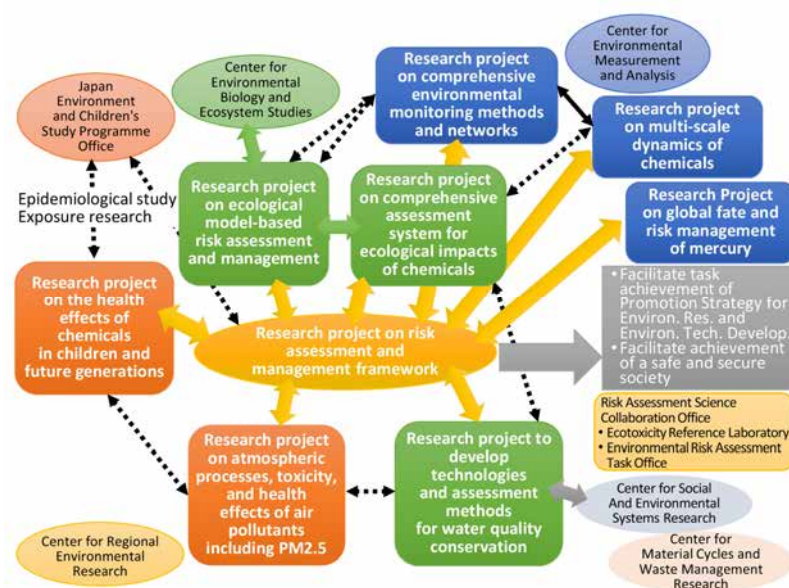 Japan
Environment
and Children's
Study Programme
Office
Center for
Environmental
Biology and
Ecosystem Studies
Research project
on comprehensive
environmental
monitoring methods
and networks
Center for
Environmental
Measurement
and Analysis
Research project
on multi-scale
dynamics of
chemicals
Epidemiological study
Exposure research
Research project
on ecological
model-based
risk assessment
and management
Research project
on comprehensive
assessment
system for
ecological impacts
of chemicals
Research Project
on global fate and
risk management
of mercury
Research project
on the health
effects of
chemicals
in children and
future generations
Research project on risk
assessment and
management framework
• Facilitate task
achievement of
Promotion Strategy for
Environ. Res. and
Environ. Tech. Develop.
• Facilitate achievement
of a safe and secure
society
Risk Assessment Science
Collaboration Office
• Ecotoxicity Reference Laboratory
• Environmental Risk Assessment
Task Office
Research project
on atmospheric
processes, toxicity,
and health
effects of air
pollutants
including PM2.5
Research project to
develop
technologies
and assessment
methods
for water quality
conservation
Center for Social
And Environmental
Systems Research
Center for Regional
Environmental
Research
Center for
Material Cycles and
Waste Management
Research